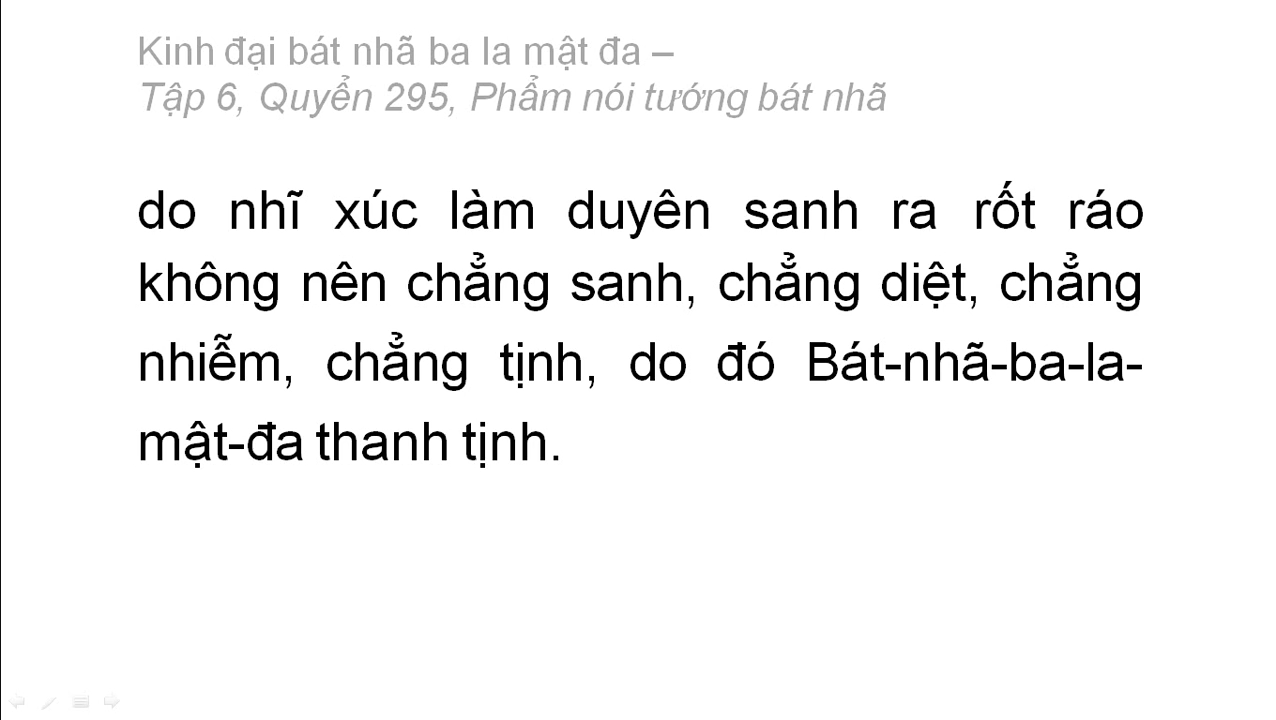 Kinh đại bát nhã ba la mật đa –
Tập 6, Quyển 295, Phẩm nói tướng bát nhã
do nhĩ xúc làm duyên sanh ra rốt ráo
không nên chẳng sanh, chẳng diệt, chẳng
nhiễm, chẳng tịnh, do đó Bát-nhã-ba-la-
mật-đa thanh tịnh.